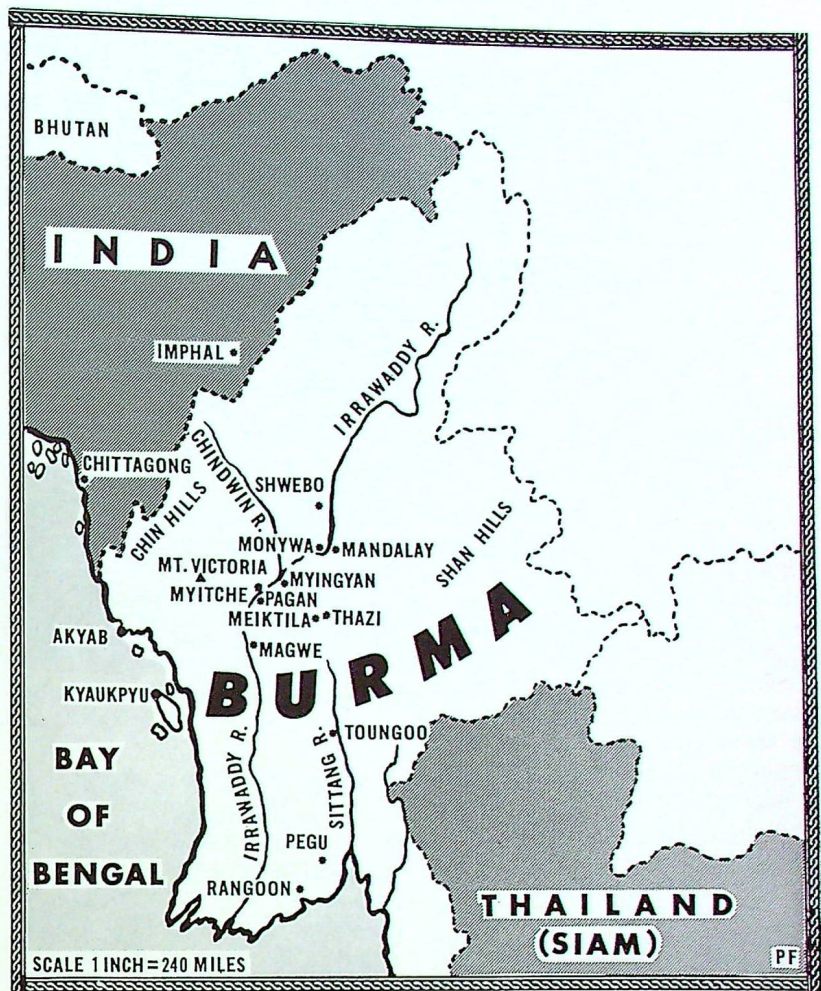 BHUTAN
INDIA
IMPHAL
IRRAWADDY R.
CHITTAGONG
CHINDWIN R.
SHWEBO
CHIN HILLS
MONYWA
MANDALAY
SHAN HILLS
MT. VICTORIA
MYINGYAN
MYITCHE
PAGAN
MEIKTILA
THAZI
AKYAB
MAGWE
BURMA
KYAUKPYU
TOUNGOO
BAY
OF
BENGAL
IRRAWADDY R.
SITTANG R.
PEGU
RANGOON
THAILAND
(SIAM)
SCALE 1 INCH=240 MILES
PF